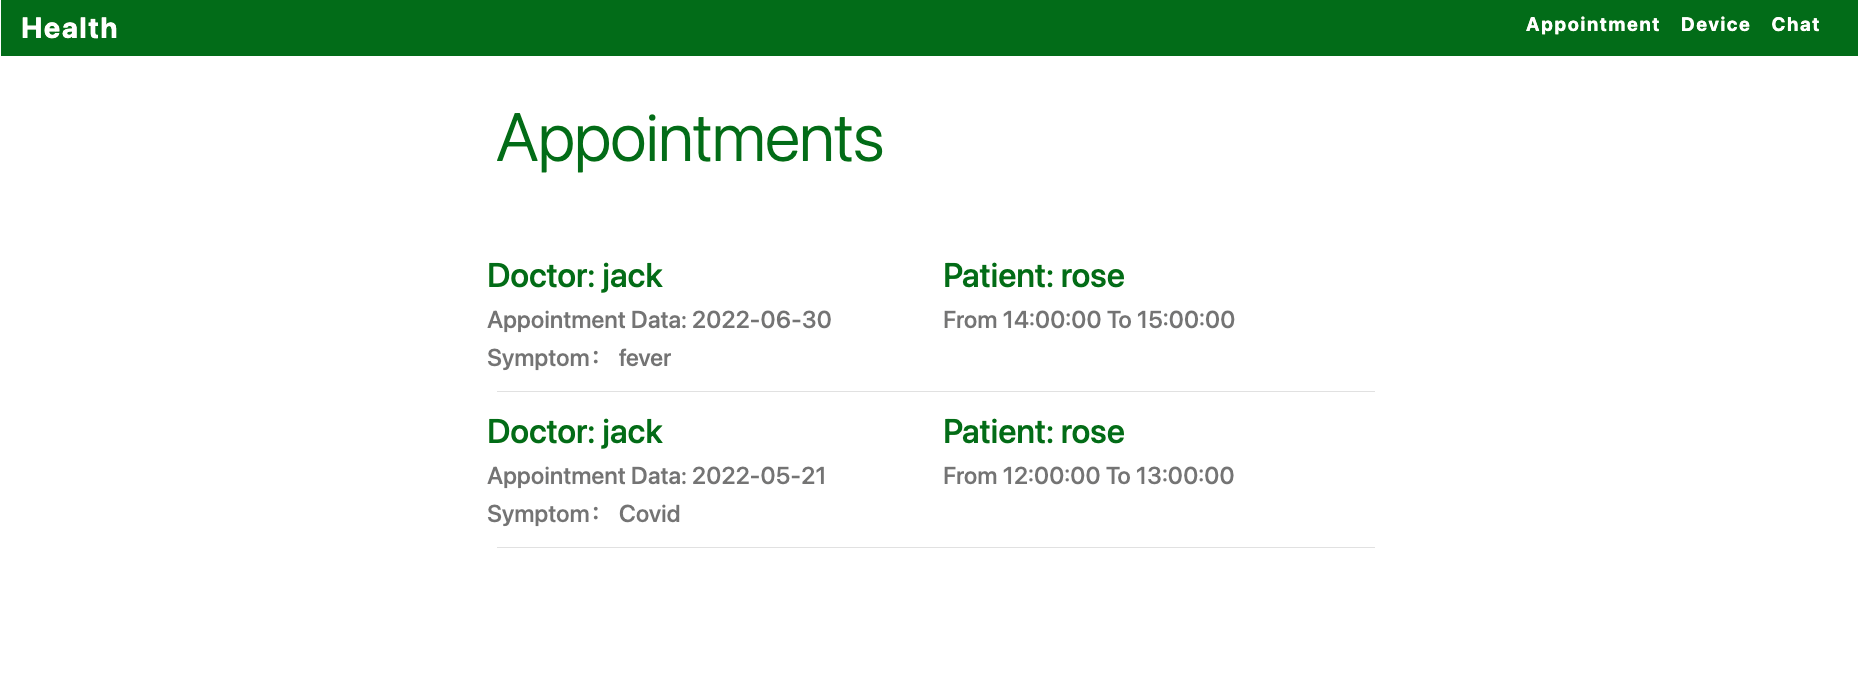 Health
Appointment Device Chat
Appointments
Doctor: jack
Patient: rose
Appointment Data: 2022-06-30
From 14:00:00 To 15:00:00
Symptom： fever
Doctor: jack
Patient: rose
Appointment Data: 2022-05-21
From 12:00:00 To 13:00:00
Symptom： Covid